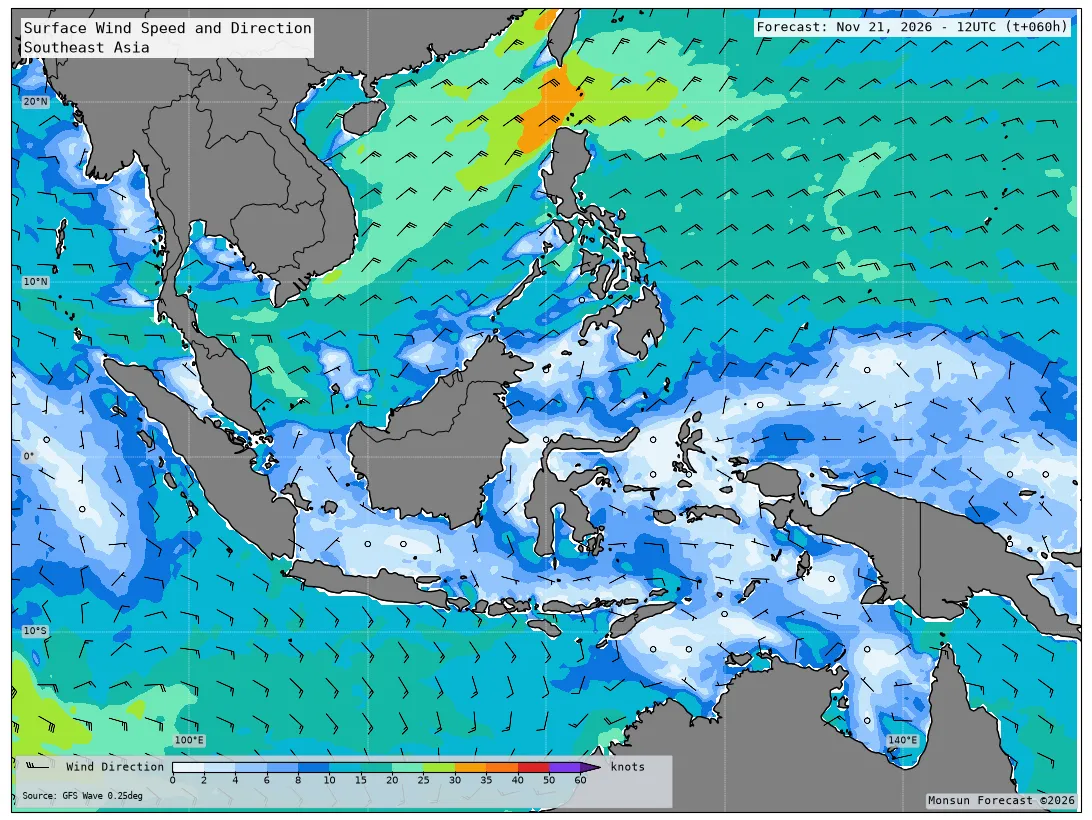 Surface Wind Speed and Direction
Southeast Asia
Forecast: Nov 21, 2026 - 12UTC (t+060h)
20°N
10°N
0°
10°S
100°E
140°E
Wind Direction
0 2 4 6 8 10 15 20 25 30 35 40 50 60
knots
Source: GFS Wave 0.25deg
Monsun Forecast ©2026